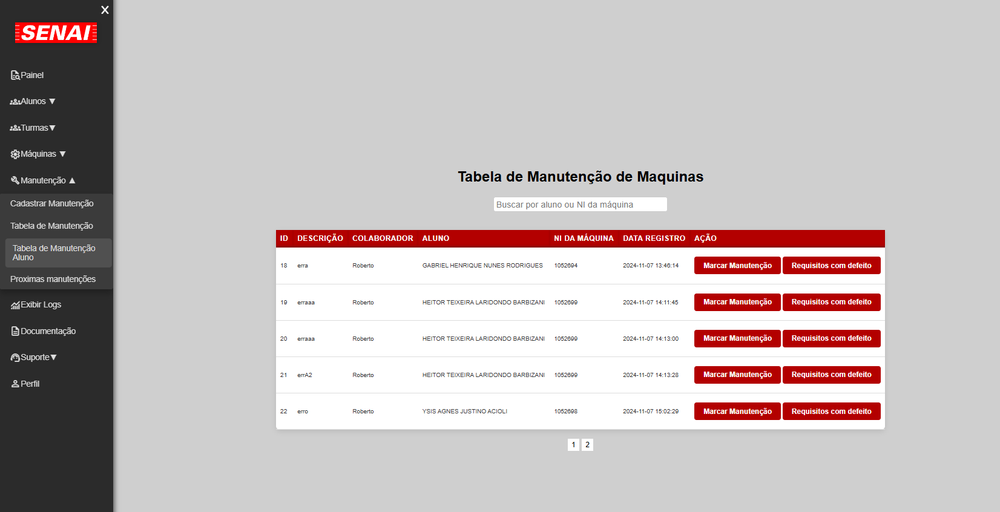 X
SENAI
Painel
Alunos ▼
Turmas▼
Máquinas ▼
Manutenção ▲
Cadastrar Manutenção
Tabela de Manutenção
Tabela de Manutenção
Aluno
Proximas manutenções
Exibir Logs
Documentação
Suporte▼
Perfil
Tabela de Manutenção de Maquinas
Buscar por aluno ou NI da máquina
ID DESCRIÇÃO COLABORADOR ALUNO NI DA MÁQUINA DATA REGISTRO AÇÃO
18 erra Roberto GABRIEL HENRIQUE NUNES RODRIGUES 1052694 2024-11-07 13:46:14 Marcar Manutenção Requisitos com defeito
19 erraaa Roberto HEITOR TEIXEIRA LARIDONDO BARBIZANI 1052699 2024-11-07 14:11:45 Marcar Manutenção Requisitos com defeito
20 erraaa Roberto HEITOR TEIXEIRA LARIDONDO BARBIZANI 1052699 2024-11-07 14:13:00 Marcar Manutenção Requisitos com defeito
21 errA2 Roberto HEITOR TEIXEIRA LARIDONDO BARBIZANI 1052699 2024-11-07 14:13:28 Marcar Manutenção Requisitos com defeito
22 erro Roberto YSIS AGNES JUSTINO ACIOLI 1052698 2024-11-07 15:02:29 Marcar Manutenção Requisitos com defeito
1 2